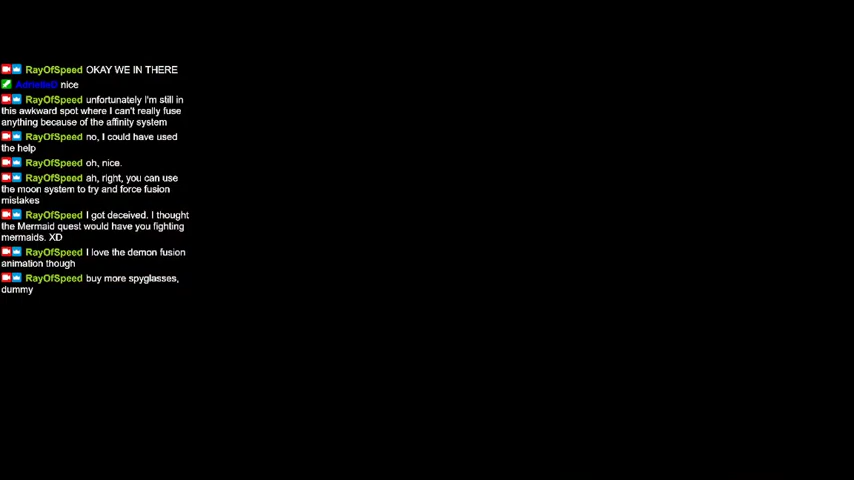 RayOfSpeed OKAY WE IN THERE
AdrielleQ nice
RayOfSpeed unfortunately I'm still in
this awkward spot where I can't really fuse
anything because of the affinity system
RayOfSpeed no, I could have used
the help
RayOfSpeed oh, nice.
RayOfSpeed ah, right, you can use
the moon system to try and force fusion
mistakes
RayOfSpeed I got deceived. I thought
the Mermaid quest would have you fighting
mermaids. XD
RayOfSpeed I love the demon fusion
animation though
RayOfSpeed buy more spyglasses,
dummy